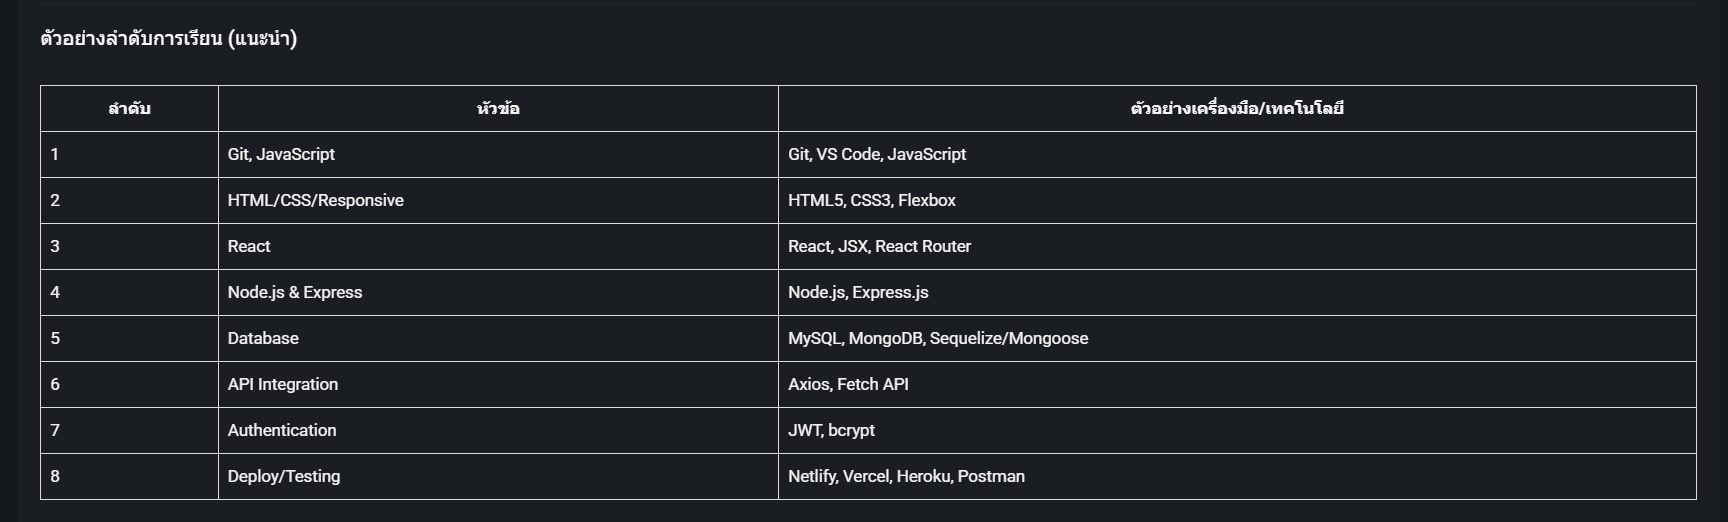 ตัวอย่างลำดับการเรียน (แนะนำ)
ลำดับ หัวข้อ ตัวอย่างเครื่องมือ/เทคโนโลยี
1 Git, JavaScript Git, VS Code, JavaScript
2 HTML/CSS/Responsive HTML5, CSS3, Flexbox
3 React React, JSX, React Router
4 Node.js & Express Node.js, Express.js
5 Database MySQL, MongoDB, Sequelize/Mongoose
6 API Integration Axios, Fetch API
7 Authentication JWT, bcrypt
8 Deploy/Testing Netlify, Vercel, Heroku, Postman